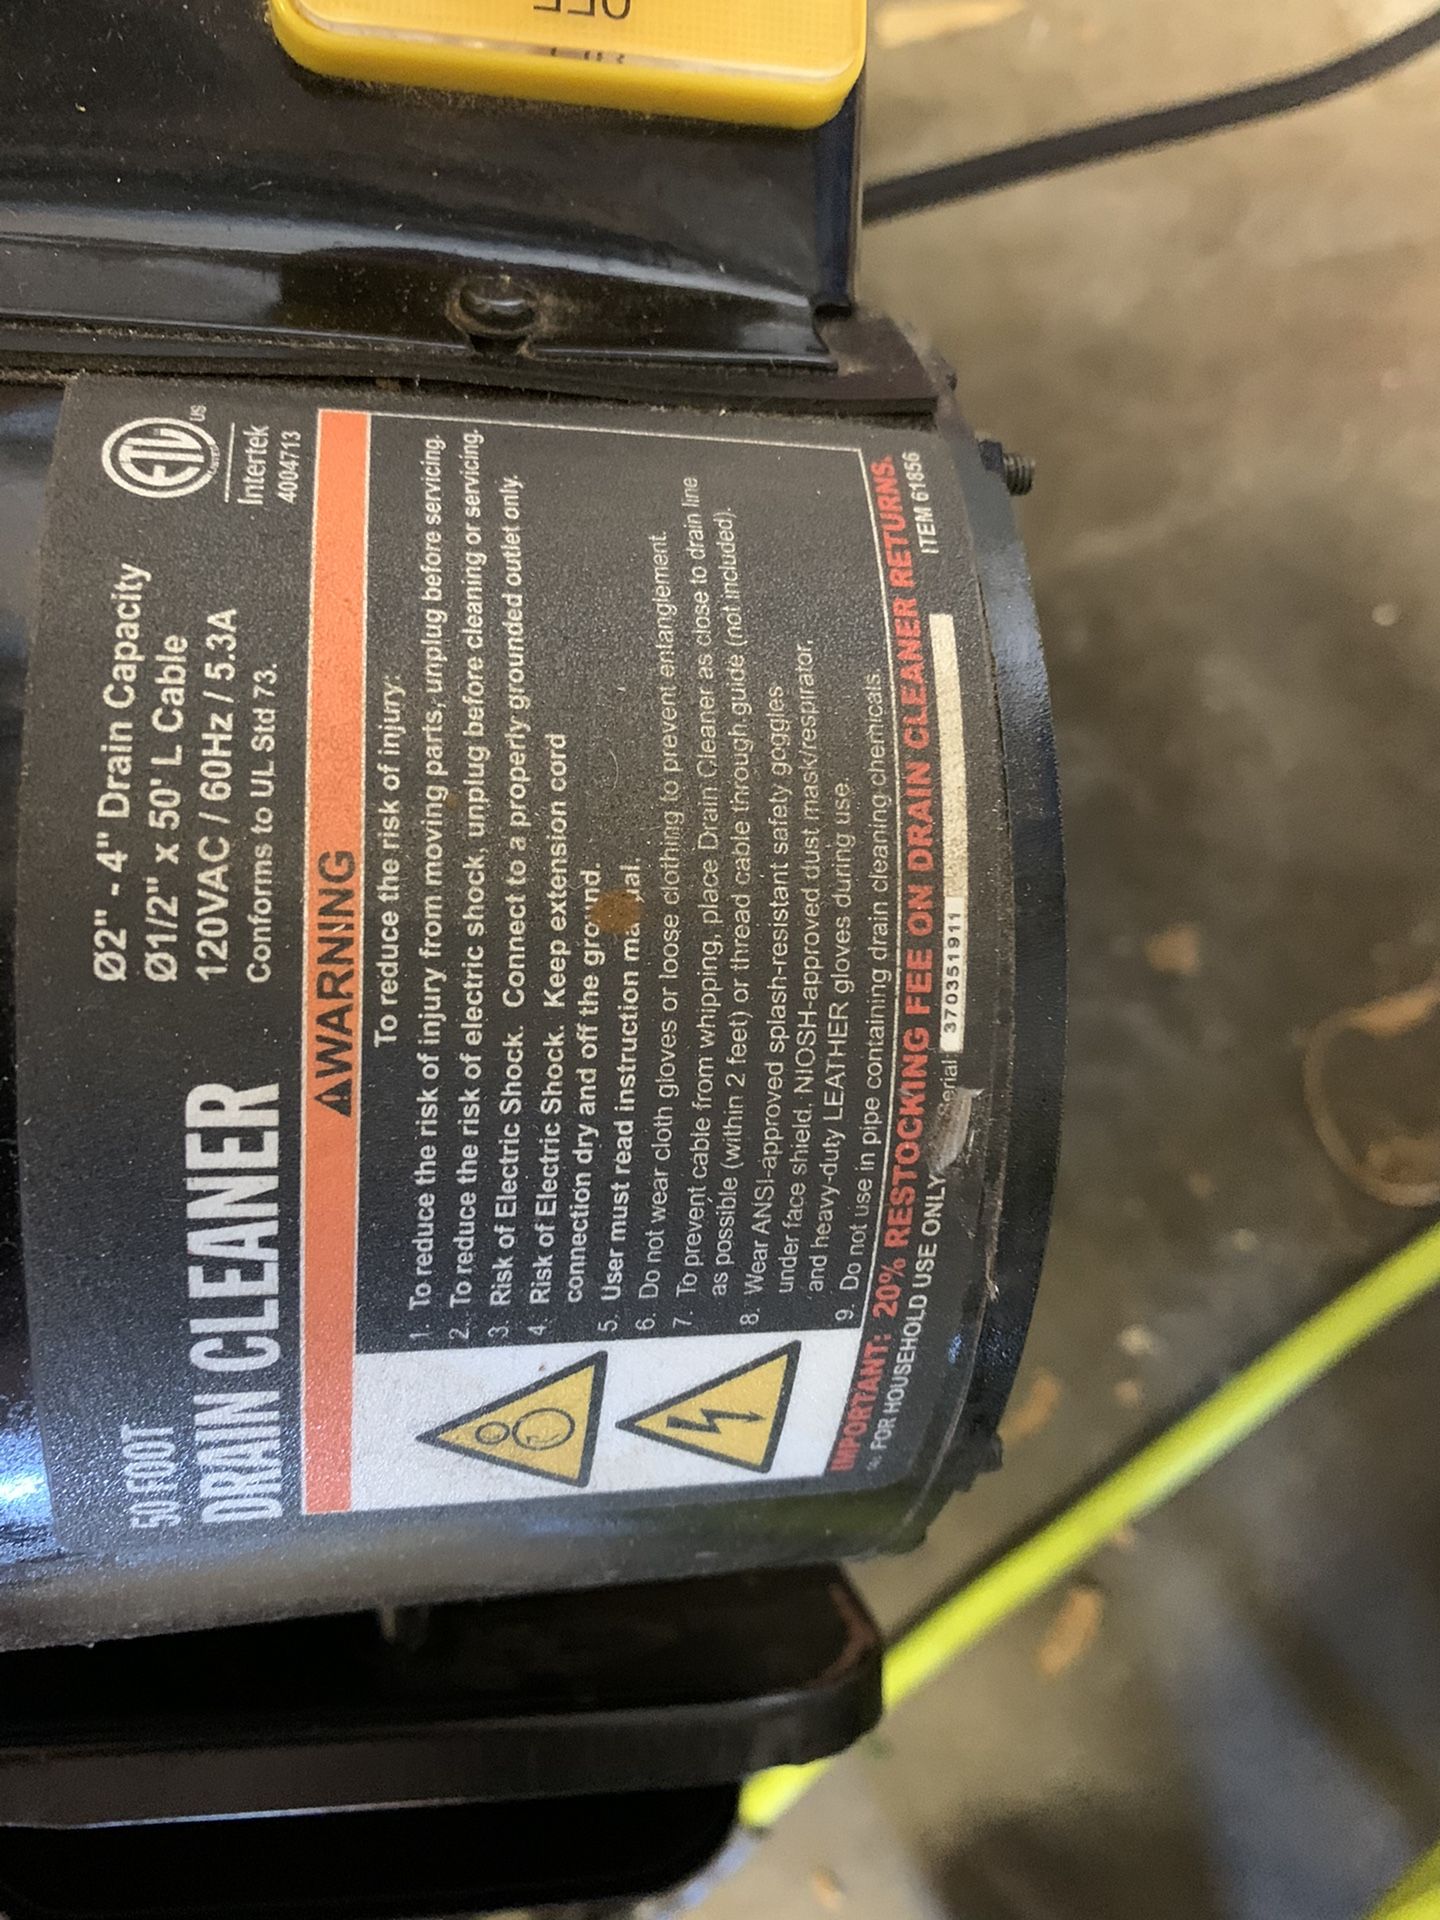 OFF
50 FOOT
DRAIN CLEANER
Ø2" - 4" Drain Capacity
Ø1/2" x 50' L Cable
120VAC / 60Hz / 5.3A
Conforms to UL Std 73.
ETL
US
Intertek
4004713
⚠WARNING
To reduce the risk of injury:
1. To reduce the risk of injury from moving parts, unplug before servicing.
2. To reduce the risk of electric shock, unplug before cleaning or servicing.
3. Risk of Electric Shock. Connect to a properly grounded outlet only.
4. Risk of Electric Shock. Keep extension cord
connection dry and off the ground.
5. User must read instruction manual.
6. Do not wear cloth gloves or loose clothing to prevent entanglement.
7. To prevent cable from whipping, place Drain Cleaner as close to drain line
as possible (within 2 feet) or thread cable through guide (not included).
8. Wear ANSI-approved splash-resistant safety goggles
under face shield, NIOSH-approved dust mask/respirator,
and heavy-duty LEATHER gloves during use.
9. Do not use in pipe containing drain cleaning chemicals.
IMPORTANT: 20% RESTOCKING FEE ON DRAIN CLEANER RETURNS.
FOR HOUSEHOLD USE ONLY Serial 370351911 ITEM 61856